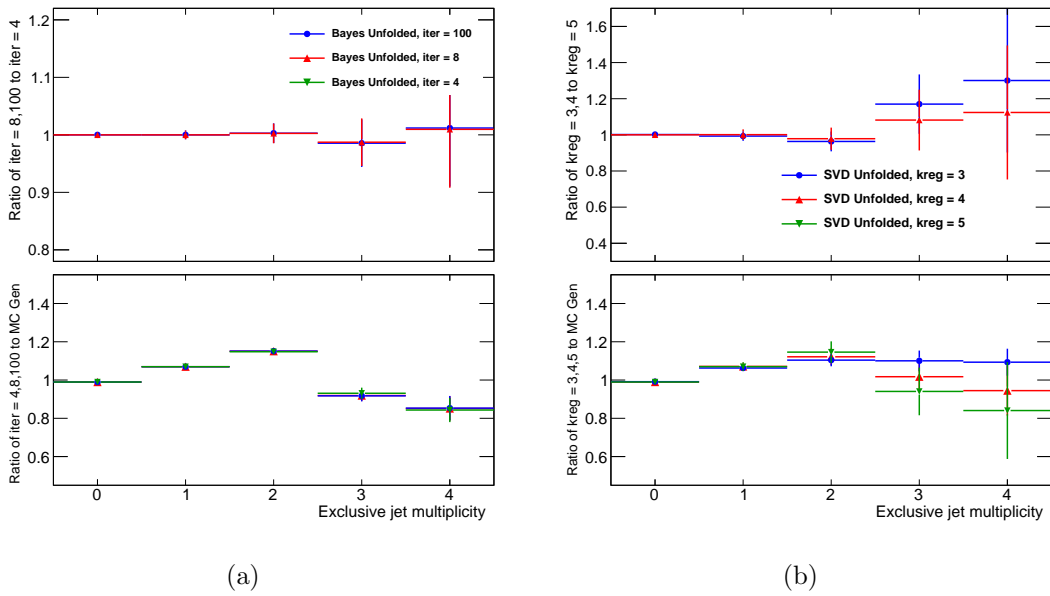 Ratio of iter = 8,100 to iter = 4
1.2
1.1
1
0.9
0.8
Bayes Unfolded, iter = 100
Bayes Unfolded, iter = 8
Bayes Unfolded, iter = 4
Ratio of iter = 4,8,100 to MC Gen
1.4
1.2
1
0.8
0.6
0 1 2 3 4
Exclusive jet multiplicity
(a)
Ratio of kreg = 3,4 to kreg = 5
1.6
1.4
1.2
1.0
0.8
0.6
0.4
SVD Unfolded, kreg = 3
SVD Unfolded, kreg = 4
SVD Unfolded, kreg = 5
Ratio of kreg = 3,4,5 to MC Gen
1.4
1.2
1
0.8
0.6
0 1 2 3 4
Exclusive jet multiplicity
(b)